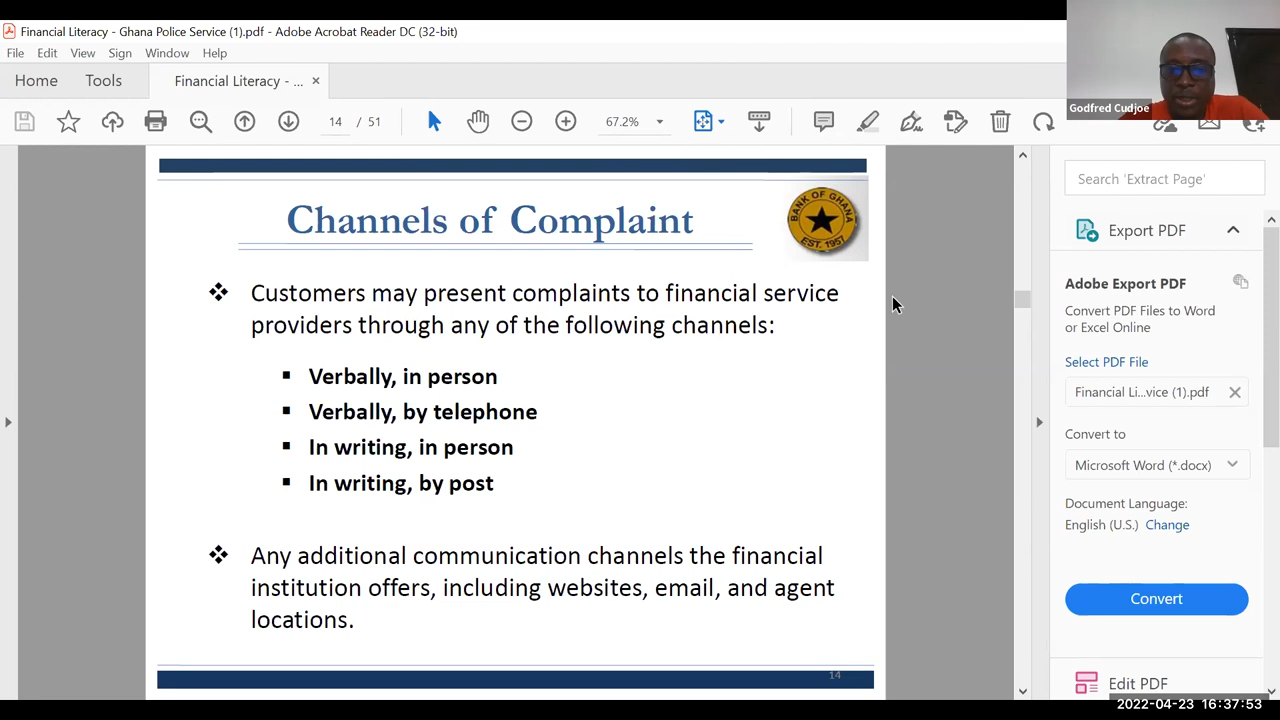 Financial Literacy - Ghana Police Service (1).pdf - Adobe Acrobat Reader DC (32-bit)
File Edit View Sign Window Help
Home Tools Financial Literacy - ... ×
14 / 51 67.2%
Godfred Cudjoe
Channels of Complaint
BANK OF GHANA
EST. 1957
❖ Customers may present complaints to financial service
providers through any of the following channels:
▪ Verbally, in person
▪ Verbally, by telephone
▪ In writing, in person
▪ In writing, by post
❖ Any additional communication channels the financial
institution offers, including websites, email, and agent
locations.
14
Search 'Extract Page'
Export PDF
Adobe Export PDF
Convert PDF Files to Word
or Excel Online
Select PDF File
Financial Li...vice (1).pdf
Convert to
Microsoft Word (*.docx)
Document Language:
English (U.S.) Change
Convert
Edit PDF
2022-04-23 16:37:53